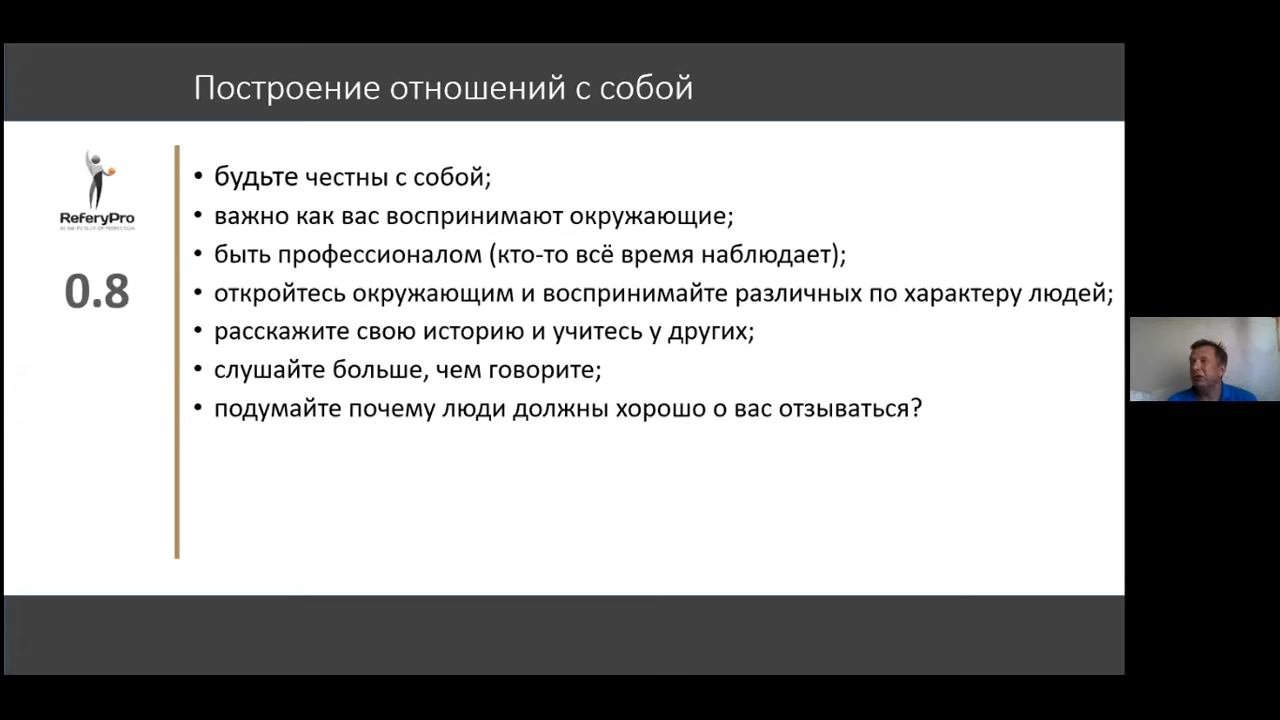 Построение отношений с собой
ReferyPro
0.8
• будьте честны с собой;
• важно как вас воспринимают окружающие;
• быть профессионалом (кто-то всё время наблюдает);
• откройтесь окружающим и воспринимайте различных по характеру людей;
• расскажите свою историю и учитесь у других;
• слушайте больше, чем говорите;
• подумайте почему люди должны хорошо о вас отзываться?